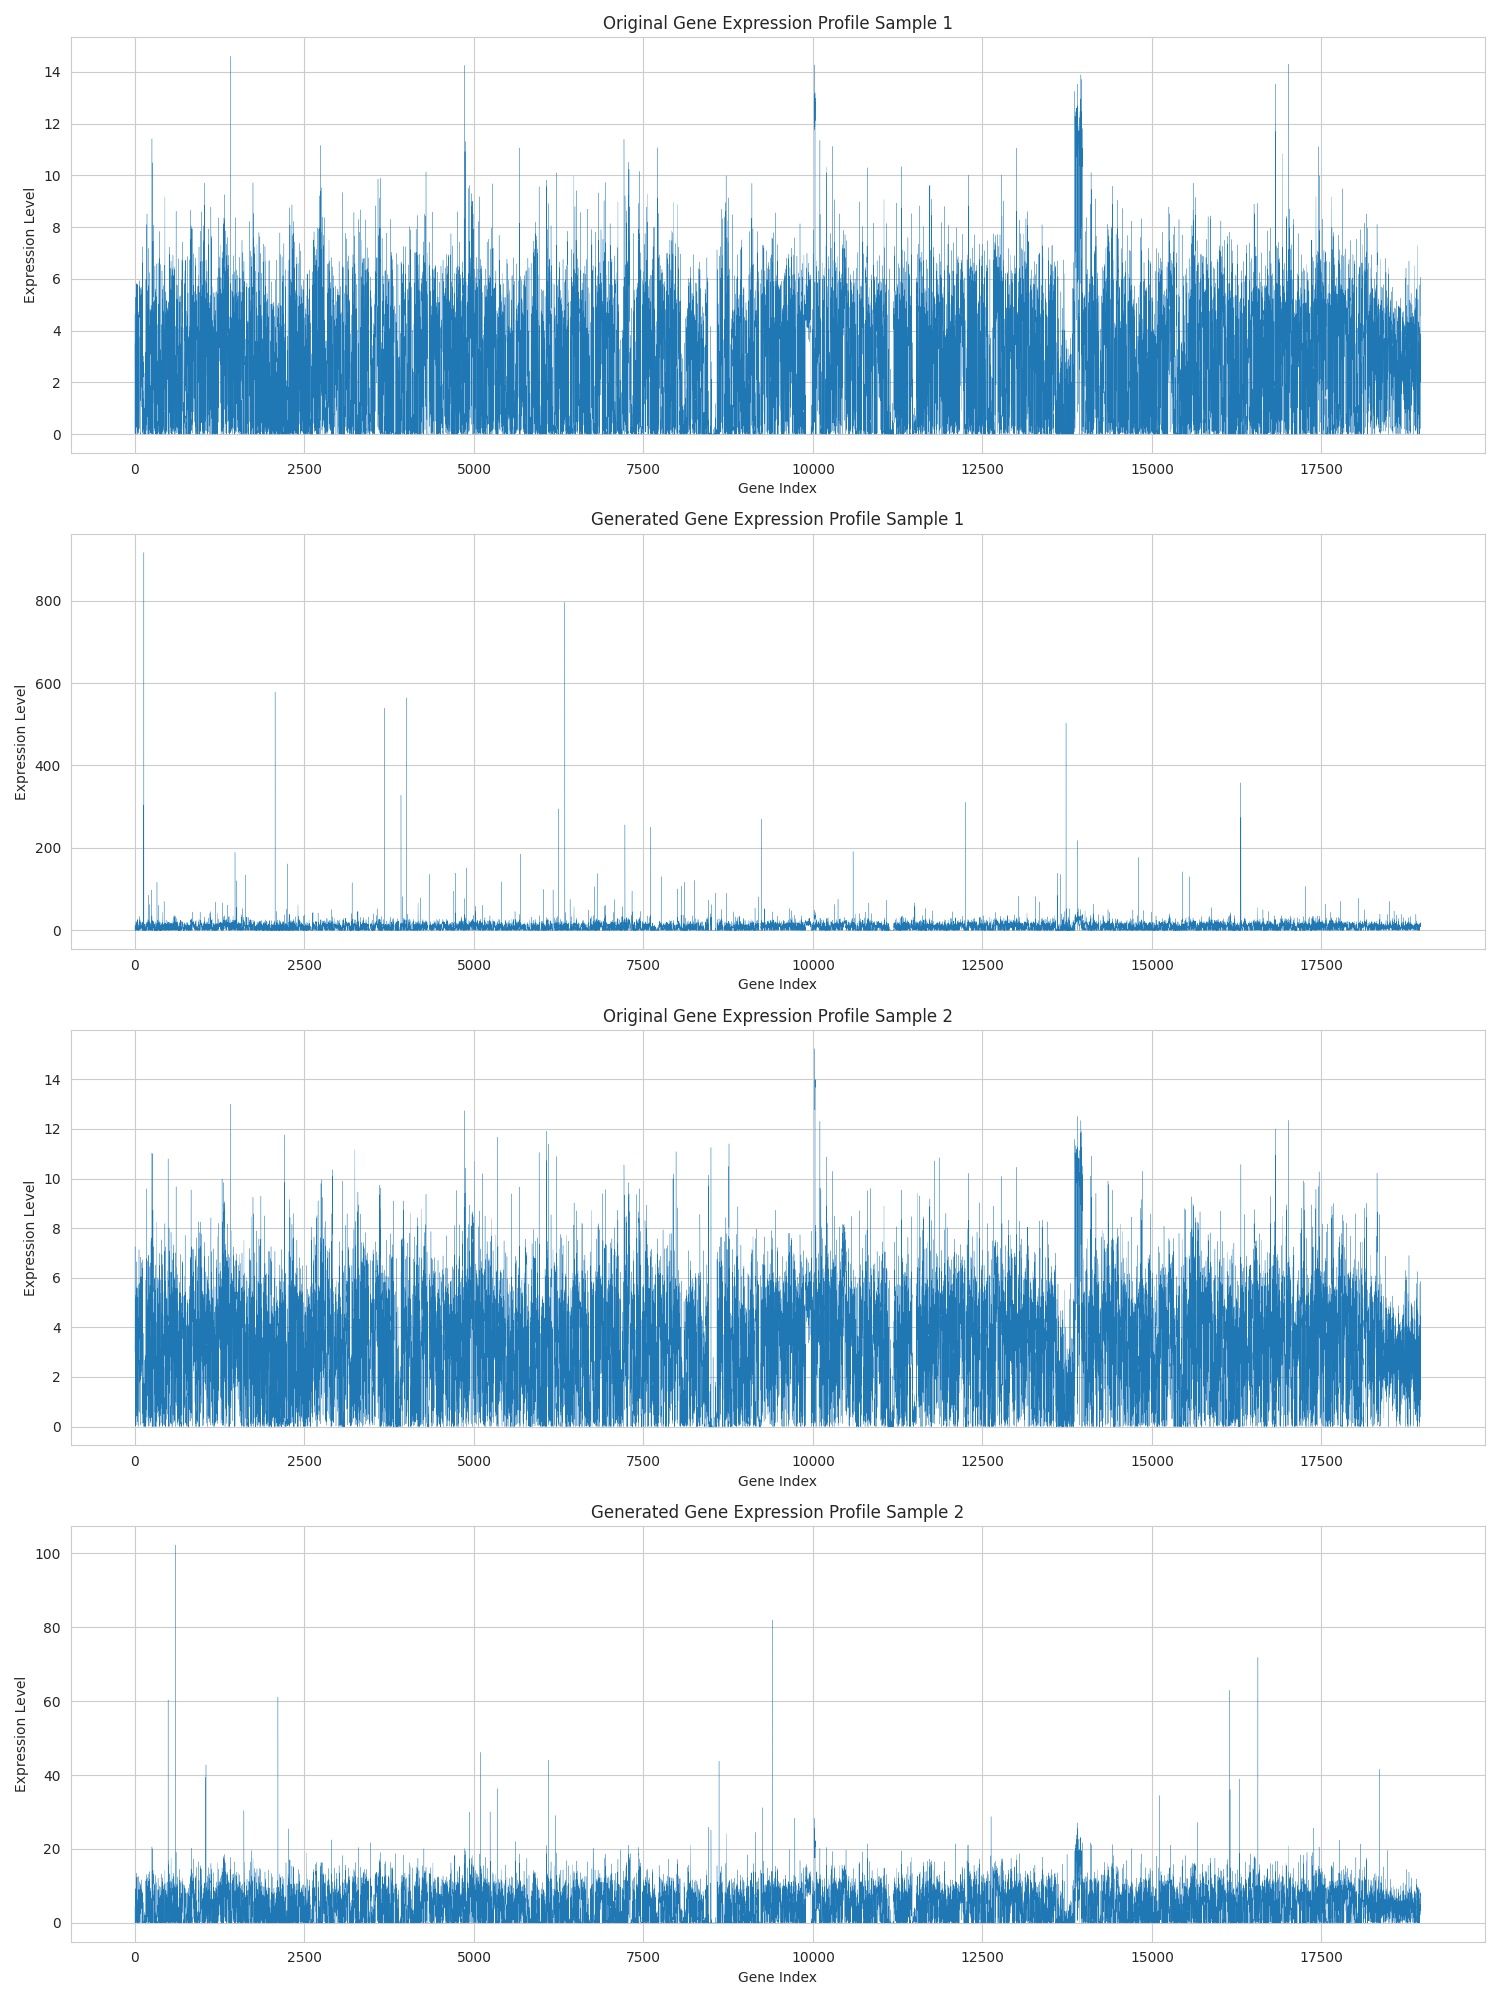 Original Gene Expression Profile Sample 1
Expression Level
14
12
10
8
6
4
2
0
0 2500 5000 7500 10000 12500 15000 17500
Gene Index
Generated Gene Expression Profile Sample 1
Expression Level
800
600
400
200
0
0 2500 5000 7500 10000 12500 15000 17500
Gene Index
Original Gene Expression Profile Sample 2
Expression Level
14
12
10
8
6
4
2
0
0 2500 5000 7500 10000 12500 15000 17500
Gene Index
Generated Gene Expression Profile Sample 2
Expression Level
100
80
60
40
20
0
0 2500 5000 7500 10000 12500 15000 17500
Gene Index